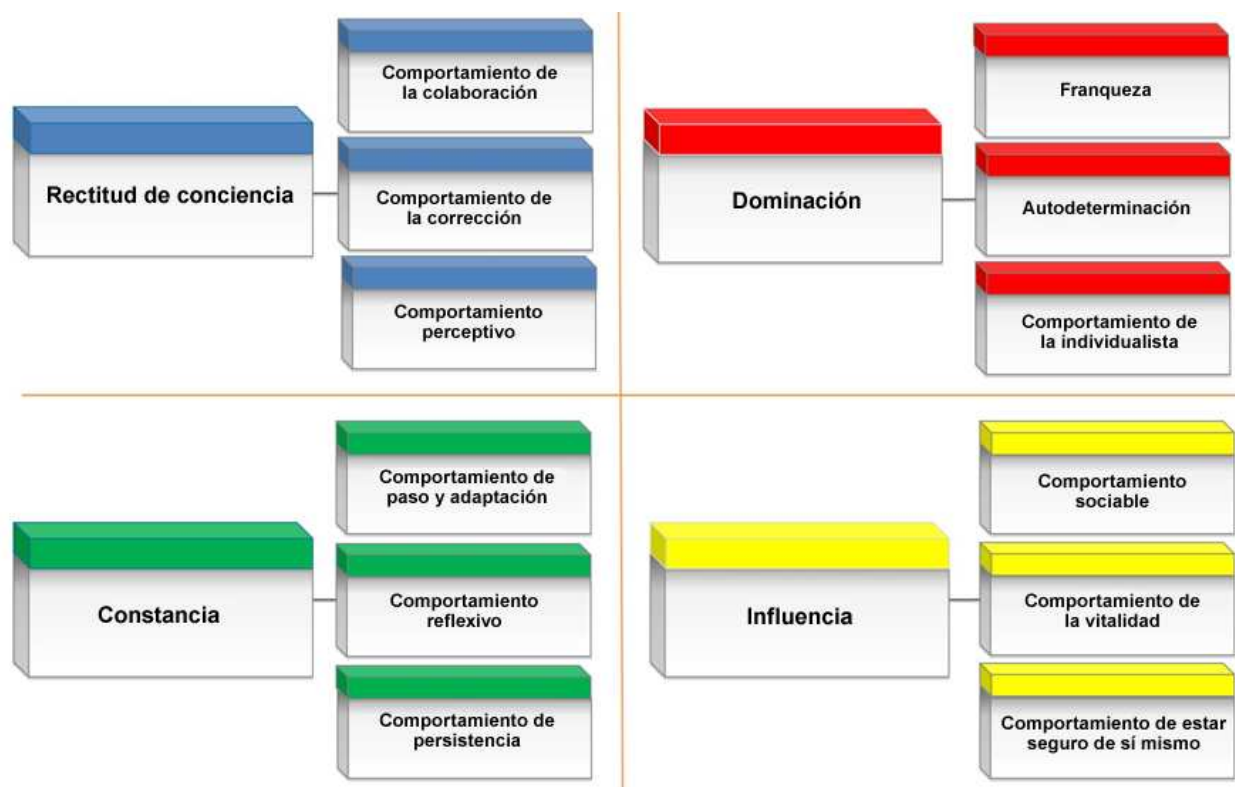 Rectitud de conciencia
Comportamiento de
la colaboración
Comportamiento de
la corrección
Comportamiento
perceptivo
Dominación
Franqueza
Autodeterminación
Comportamiento de
la individualista
Constancia
Comportamiento de
paso y adaptación
Comportamiento
reflexivo
Comportamiento de
persistencia
Influencia
Comportamiento
sociable
Comportamiento de
la vitalidad
Comportamiento de estar
seguro de sí mismo